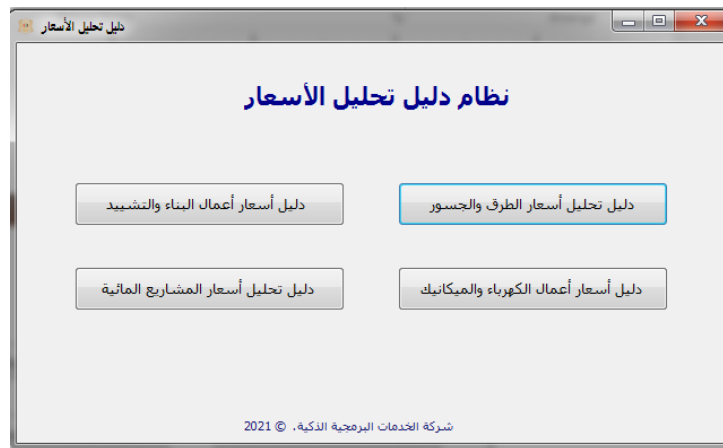 دليل تحليل الأسعار
نظام دليل تحليل الأسعار
دليل تحليل أسعار الطرق والجسور
دليل أسعار أعمال البناء والتشييد
دليل أسعار أعمال الكهرباء والميكانيك
دليل تحليل أسعار المشاريع المائية
شركة الخدمات البرمجية الذكية، © 2021